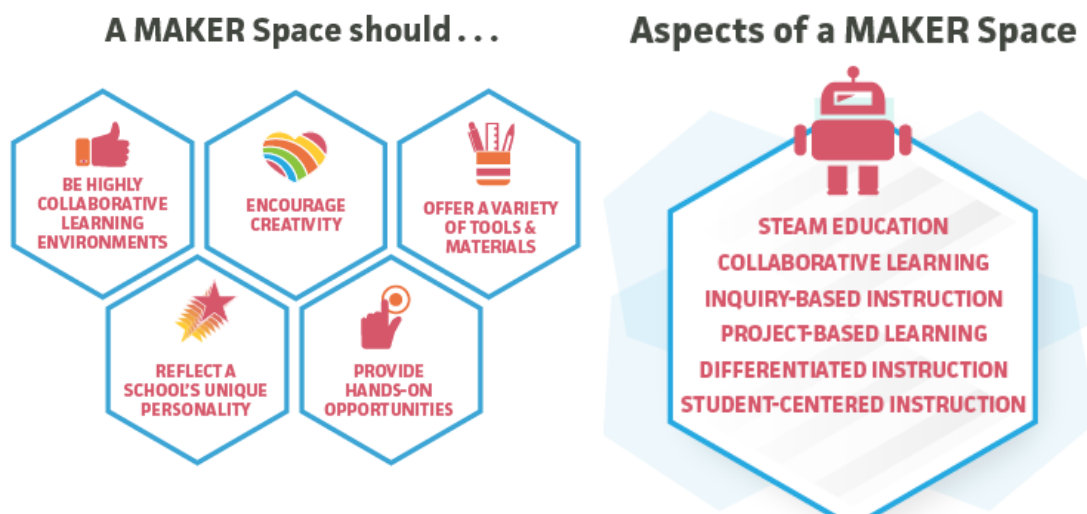 A MAKER Space should . . .
BE HIGHLY
COLLABORATIVE
LEARNING
ENVIRONMENTS
ENCOURAGE
CREATIVITY
OFFER A VARIETY
OF TOOLS &
MATERIALS
REFLECT A
SCHOOL'S UNIQUE
PERSONALITY
PROVIDE
HANDS-ON
OPPORTUNITIES
Aspects of a MAKER Space
STEAM EDUCATION
COLLABORATIVE LEARNING
INQUIRY-BASED INSTRUCTION
PROJECT-BASED LEARNING
DIFFERENTIATED INSTRUCTION
STUDENT-CENTERED INSTRUCTION